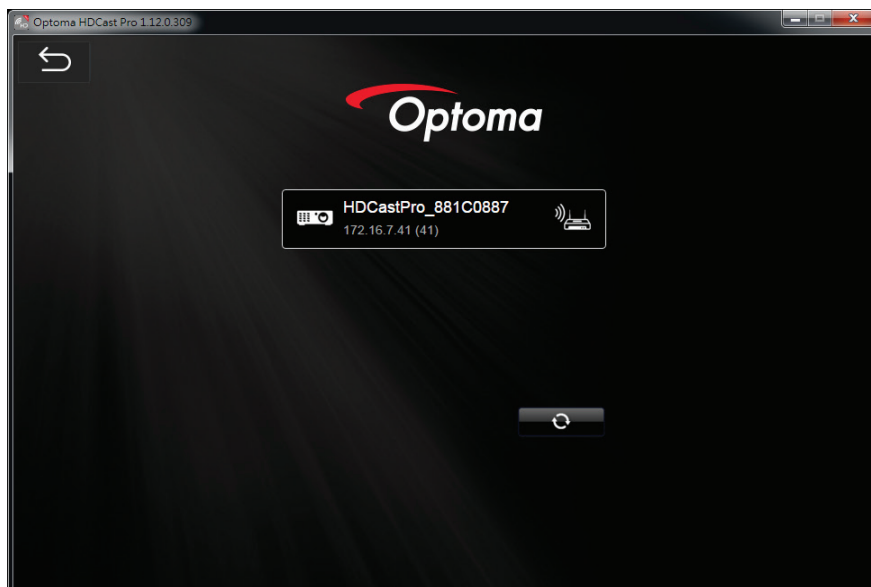 Optoma HDCast Pro 1.12.0.309
Optoma
HDCastPro_881C0887
172.16.7.41 (41)